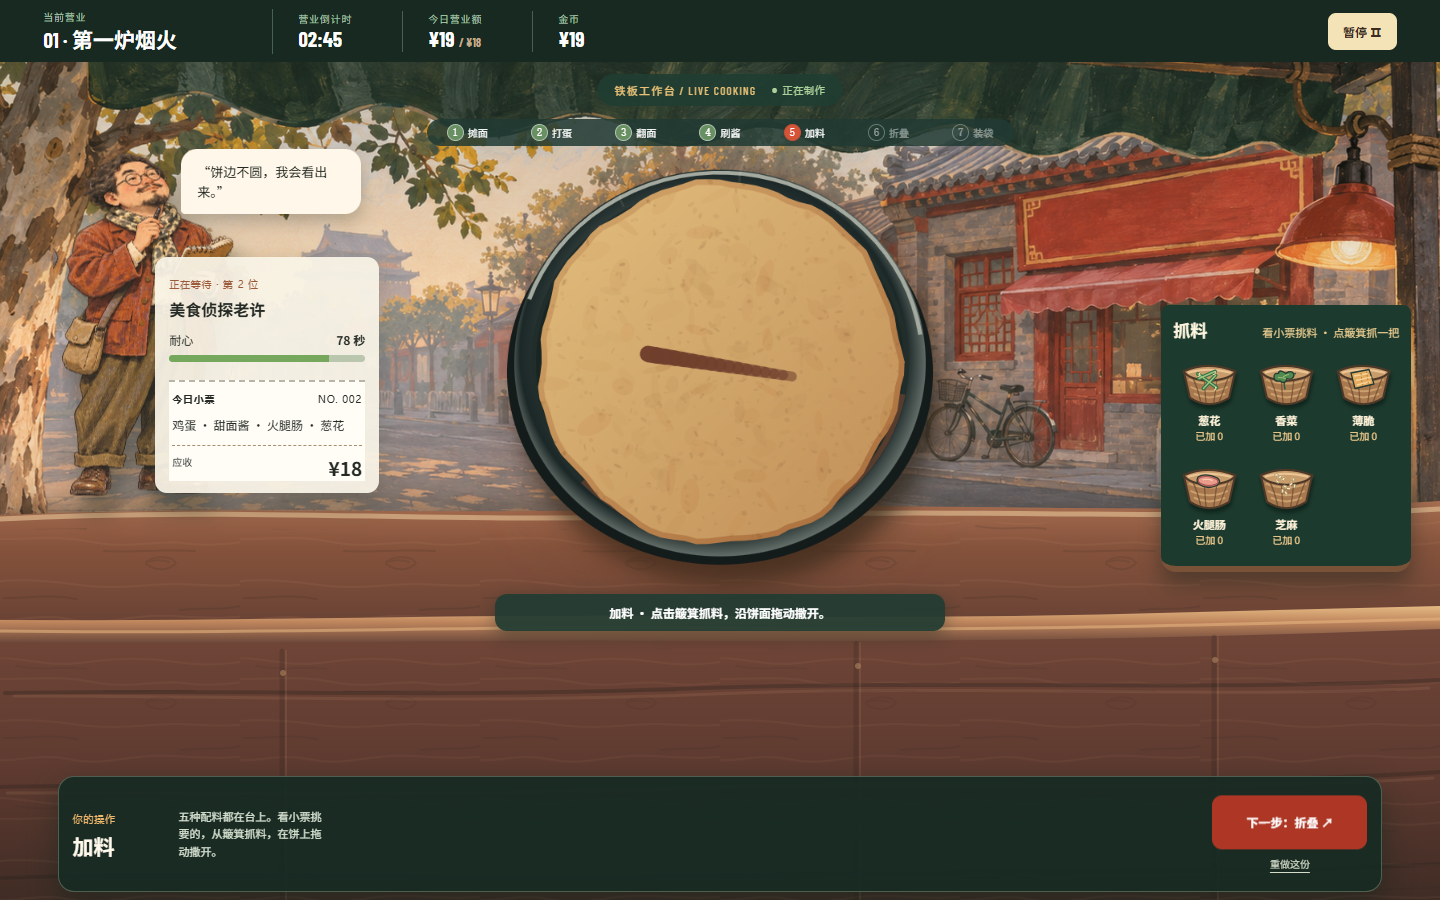 当前营业
01 · 第一炉烟火
营业倒计时
02:45
今日营业额
¥19 / ¥18
金币
¥19
暂停 II
铁板工作台 / LIVE COOKING
正在制作
1 摊面
2 打蛋
3 翻面
4 刷酱
5 加料
6 折叠
7 装袋
“饼边不圆，我会看出
来。”
正在等待 · 第 2 位
美食侦探老许
耐心
78 秒
今日小票
NO. 002
鸡蛋 · 甜面酱 · 火腿肠 · 葱花
应收
¥18
抓料
看小票挑料 · 点簸箕抓一把
葱花
已加 0
香菜
已加 0
薄脆
已加 0
火腿肠
已加 0
芝麻
已加 0
加料 · 点击簸箕抓料，沿饼面拖动撒开。
你的操作
加料
五种配料都在台上。看小票挑
要的，从簸箕抓料，在饼上拖
动撒开。
下一步：折叠 ↗
重做这份